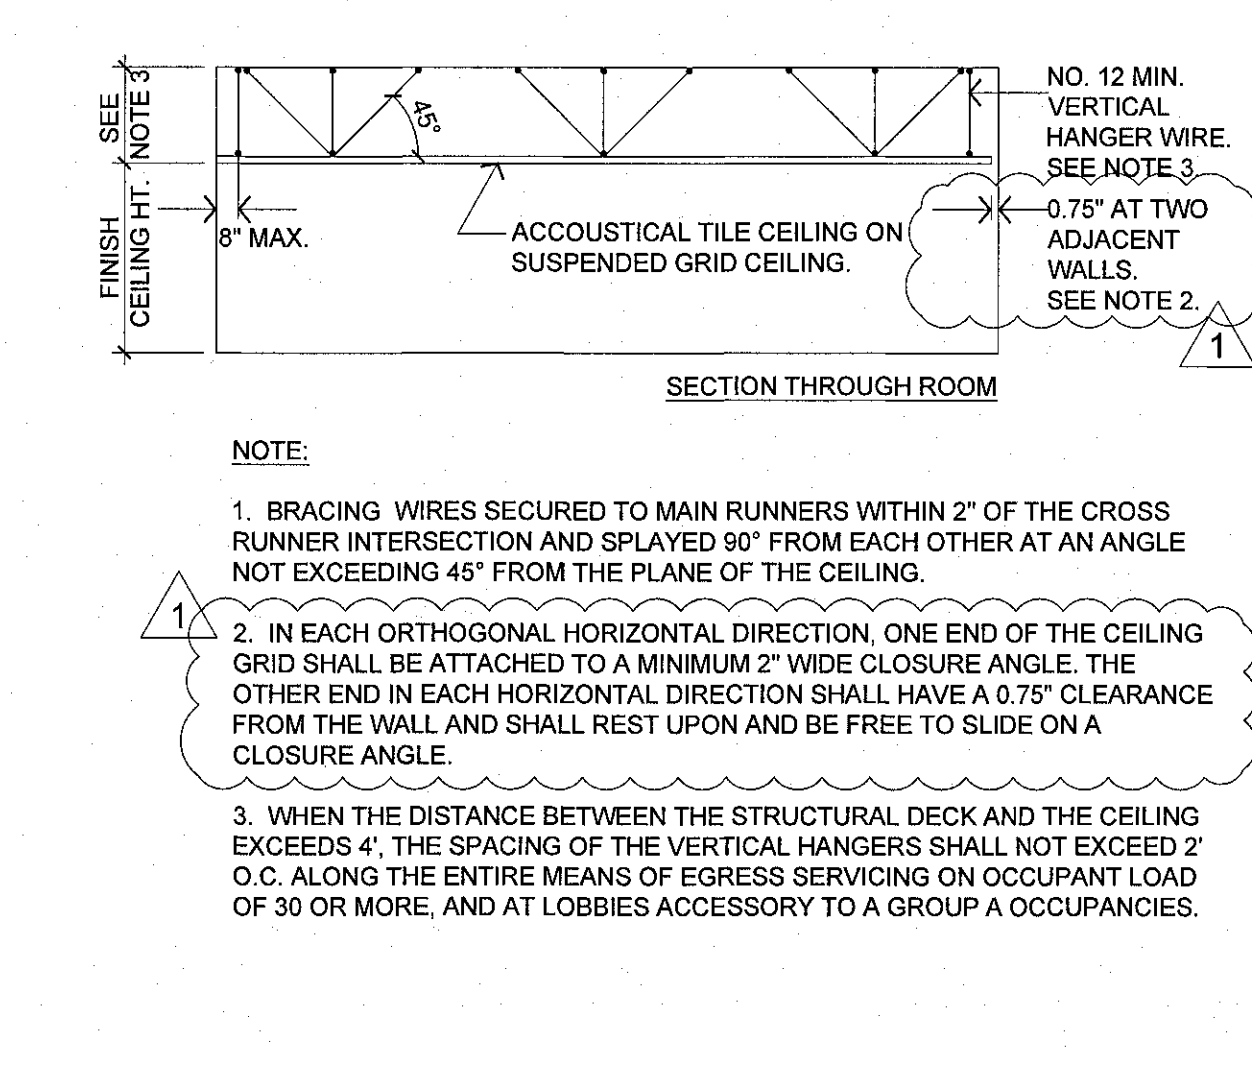 SEE
NOTE 3
FINISH
CEILING HT.
45°
8" MAX.
ACCOUSTICAL TILE CEILING ON
SUSPENDED GRID CEILING.
NO. 12 MIN.
VERTICAL
HANGER WIRE.
SEE NOTE 3.
0.75" AT TWO
ADJACENT
WALLS.
SEE NOTE 2.
1
SECTION THROUGH ROOM
NOTE:
1. BRACING WIRES SECURED TO MAIN RUNNERS WITHIN 2" OF THE CROSS
RUNNER INTERSECTION AND SPLAYED 90° FROM EACH OTHER AT AN ANGLE
NOT EXCEEDING 45° FROM THE PLANE OF THE CEILING.
1
2. IN EACH ORTHOGONAL HORIZONTAL DIRECTION, ONE END OF THE CEILING
GRID SHALL BE ATTACHED TO A MINIMUM 2" WIDE CLOSURE ANGLE. THE
OTHER END IN EACH HORIZONTAL DIRECTION SHALL HAVE A 0.75" CLEARANCE
FROM THE WALL AND SHALL REST UPON AND BE FREE TO SLIDE ON A
CLOSURE ANGLE.
3. WHEN THE DISTANCE BETWEEN THE STRUCTURAL DECK AND THE CEILING
EXCEEDS 4', THE SPACING OF THE VERTICAL HANGERS SHALL NOT EXCEED 2'
O.C. ALONG THE ENTIRE MEANS OF EGRESS SERVICING ON OCCUPANT LOAD
OF 30 OR MORE, AND AT LOBBIES ACCESSORY TO A GROUP A OCCUPANCIES.